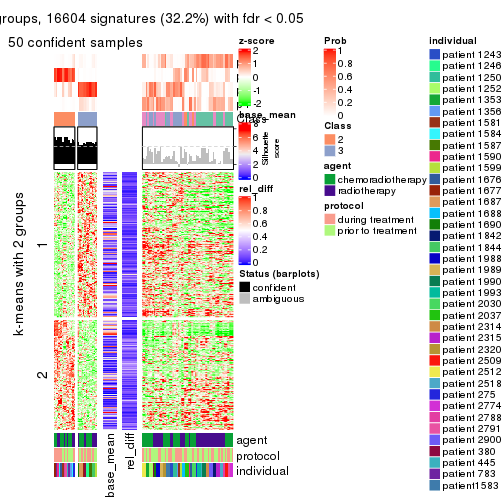 groups, 16604 signatures (32.2%) with fdr < 0.05
50 confident samples
k-means with 2 groups
1
2
Class
base_mean
rel_diff
agent
protocol
individual
z-score
2
1
0
-1
-2
base_mean
8
6
4
2
0
Silhouette
score
rel_diff
1
0.8
0.6
0.4
0.2
0
Status (barplots)
confident
ambiguous
Prob
1
0.8
0.6
0.4
0.2
0
Class
2
3
agent
chemoradiotherapy
radiotherapy
protocol
during treatment
prior to treatment
individual
patient 1243
patient 1246
patient 1250
patient 1252
patient 1353
patient 1356
patient 1581
patient 1584
patient 1587
patient 1590
patient 1599
patient 1676
patient 1677
patient 1687
patient 1688
patient 1690
patient 1842
patient 1844
patient 1988
patient 1989
patient 1990
patient 1993
patient 2030
patient 2037
patient 2314
patient 2315
patient 2320
patient 2509
patient 2512
patient 2518
patient 275
patient 2774
patient 2788
patient 2791
patient 2900
patient 380
patient 445
patient 783
patient1583